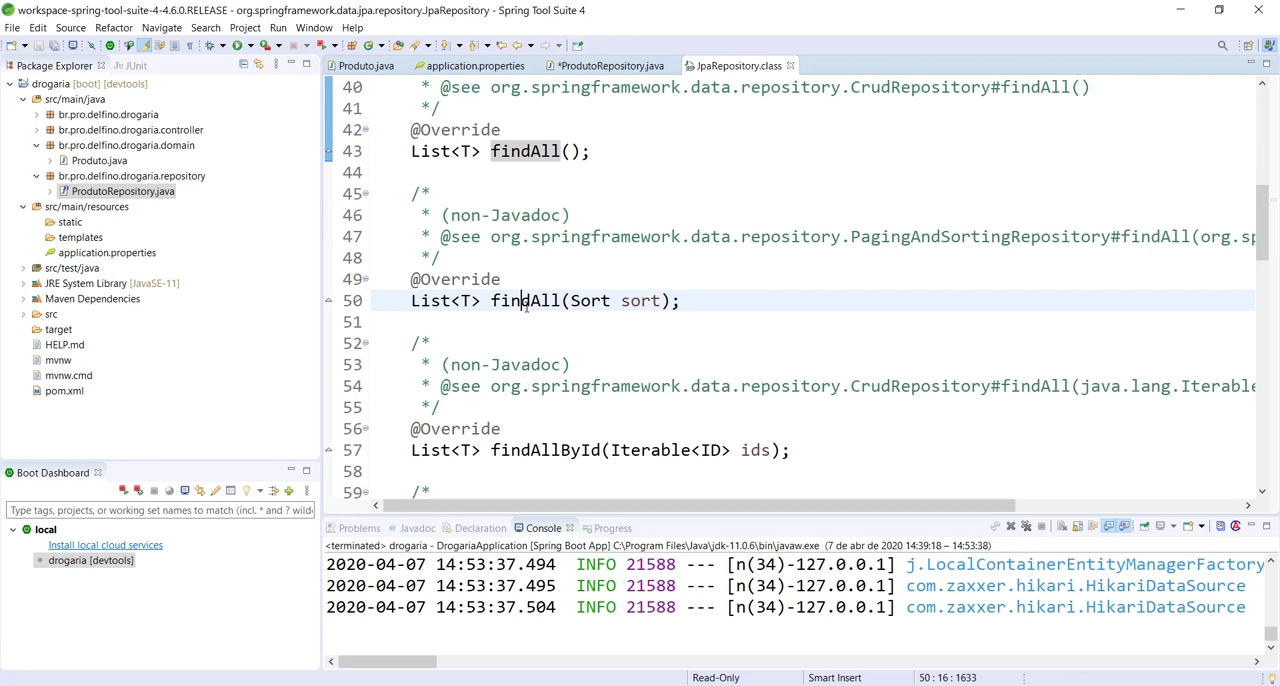 workspace-spring-tool-suite-4-4.6.0.RELEASE - org.springframework.data.jpa.repository.JpaRepository - Spring Tool Suite 4
File Edit Source Refactor Navigate Search Project Run Window Help
Package Explorer JUnit
Produto.java application.properties *ProdutoRepository.java JpaRepository.class
drogaria [boot] [devtools]
src/main/java
br.pro.delfino.drogaria
br.pro.delfino.drogaria.controller
br.pro.delfino.drogaria.domain
Produto.java
br.pro.delfino.drogaria.repository
ProdutoRepository.java
src/main/resources
static
templates
application.properties
src/test/java
JRE System Library [JavaSE-11]
Maven Dependencies
src
target
HELP.md
mvnw
mvnw.cmd
pom.xml
40 * @see org.springframework.data.repository.CrudRepository#findAll()
41 */
42 @Override
43 List<T> findAll();
44
45 /*
46 * (non-Javadoc)
47 * @see org.springframework.data.repository.PagingAndSortingRepository#findAll(org.sp
48 */
49 @Override
50 List<T> findAll(Sort sort);
51
52 /*
53 * (non-Javadoc)
54 * @see org.springframework.data.repository.CrudRepository#findAll(java.lang.Iterable
55 */
56 @Override
57 List<T> findAllById(Iterable<ID> ids);
58
59 /*
Boot Dashboard
Type tags, projects, or working set names to match (incl. * and ? wild
local
Install local cloud services
drogaria [devtools]
Problems Javadoc Declaration Console Progress
<terminated> drogaria - DrogariaApplication [Spring Boot App] C:\Program Files\Java\jdk-11.0.6\bin\javaw.exe (7 de abr de 2020 14:39:18 – 14:53:38)
2020-04-07 14:53:37.494 INFO 21588 --- [n(34)-127.0.0.1] j.LocalContainerEntityManagerFactory
2020-04-07 14:53:37.495 INFO 21588 --- [n(34)-127.0.0.1] com.zaxxer.hikari.HikariDataSource
2020-04-07 14:53:37.504 INFO 21588 --- [n(34)-127.0.0.1] com.zaxxer.hikari.HikariDataSource
Read-Only Smart Insert 50 : 16 : 1633